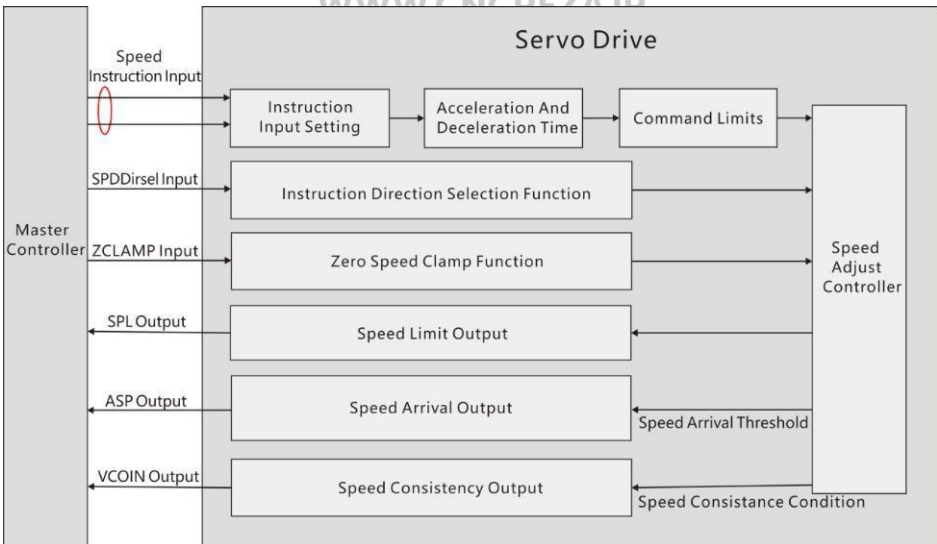 Servo Drive
Speed
Instruction Input
Instruction
Input Setting
Acceleration And
Deceleration Time
Command Limits
SPDDirsel Input
Instruction Direction Selection Function
Master
Controller
ZCLAMP Input
Zero Speed Clamp Function
Speed
Adjust
Controller
SPL Output
Speed Limit Output
ASP Output
Speed Arrival Output
Speed Arrival Threshold
VCOIN Output
Speed Consistency Output
Speed Consistance Condition